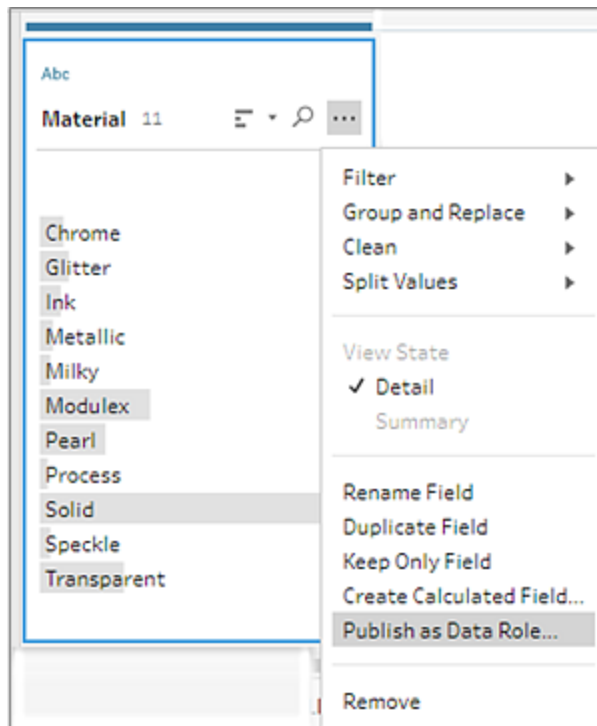 Abc
Material 11
Chrome
Glitter
Ink
Metallic
Milky
Modulex
Pearl
Process
Solid
Speckle
Transparent
Filter
Group and Replace
Clean
Split Values
View State
Detail
Summary
Rename Field
Duplicate Field
Keep Only Field
Create Calculated Field...
Publish as Data Role...
Remove